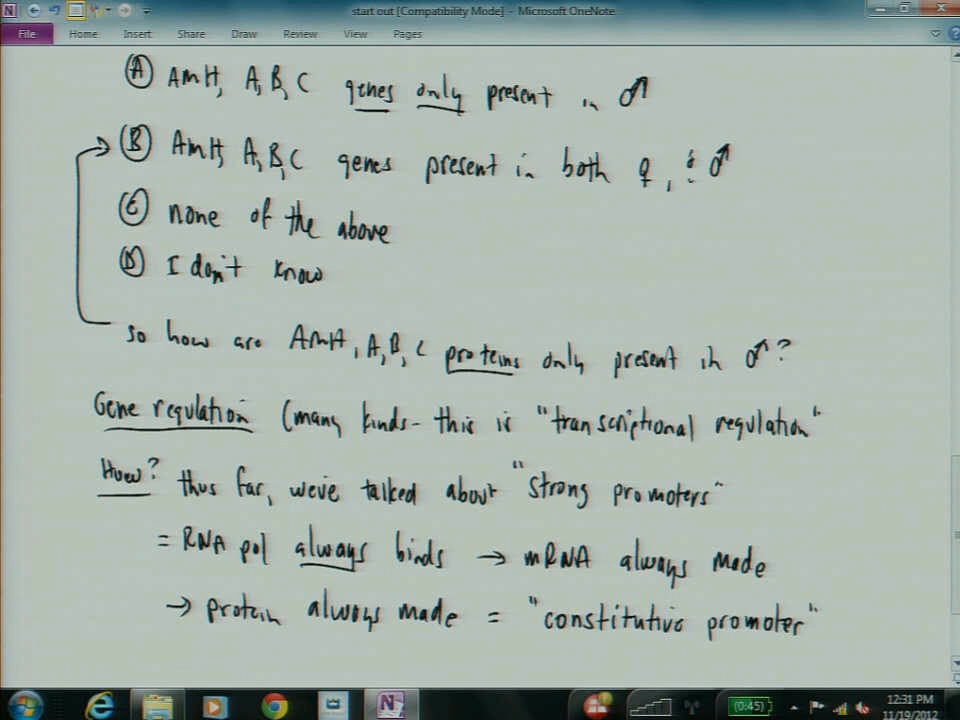 start out [Compatibility Mode] - Microsoft OneNote
File Home Insert Share Draw Review View Pages
(A) AMH, A, B, C genes only present in ♂
(B) AMH, A, B, C genes present in both ♀, & ♂
(C) none of the above
(D) I don't know
so how are AMH, A, B, C proteins only present in ♂?
Gene regulation (many kinds - this is "transcriptional regulation"
How? thus far, we've talked about "strong promoters"
= RNA pol always binds → mRNA always made
→ protein always made = "constitutive promoter"
(0:45)
12:31 PM
11/19/2012